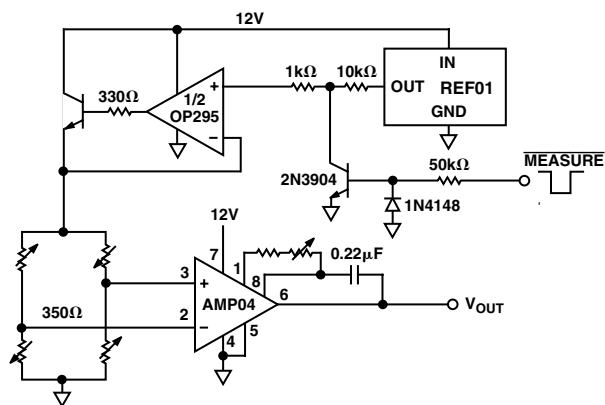 12V
330Ω
1/2
OP295
+
−
1kΩ
10kΩ
IN
OUT REF01
GND
2N3904
50kΩ
MEASURE
1N4148
12V
7
1
8
0.22μF
3
+
AMP04
6
2
−
4
5
350Ω
VOUT